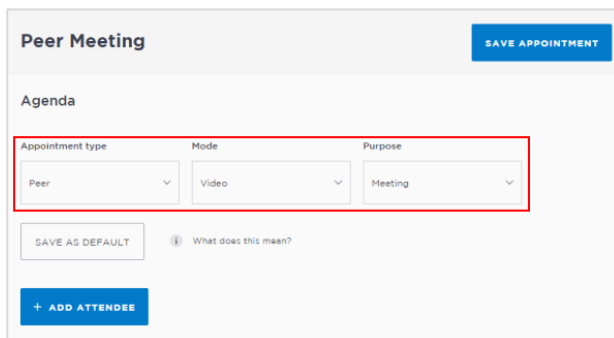 Peer Meeting
SAVE APPOINTMENT
Agenda
Appointment type Mode Purpose
Peer Video Meeting
SAVE AS DEFAULT i What does this mean?
+ ADD ATTENDEE